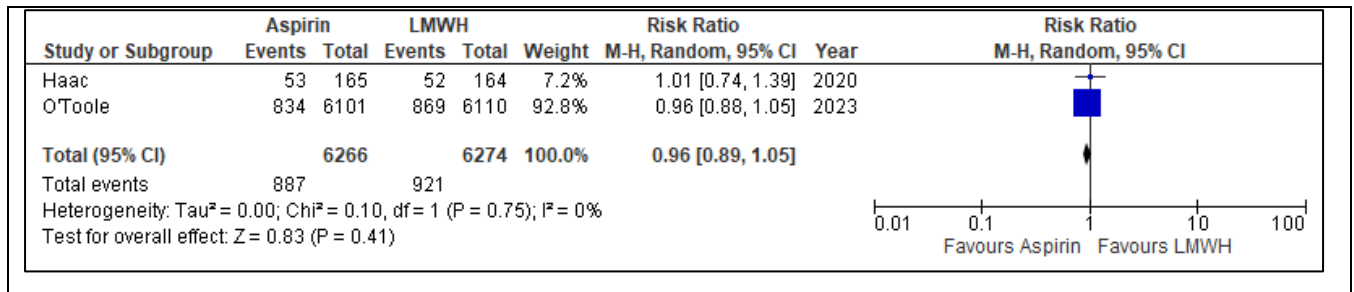 Aspirin LMWH Risk Ratio Risk Ratio
Study or Subgroup Events Total Events Total Weight M-H, Random, 95% CI Year M-H, Random, 95% CI
Haac 53 165 52 164 7.2% 1.01 [0.74, 1.39] 2020
O'Toole 834 6101 869 6110 92.8% 0.96 [0.88, 1.05] 2023
Total (95% CI) 6266 6274 100.0% 0.96 [0.89, 1.05]
Total events 887 921
Heterogeneity: Tau² = 0.00; Chi² = 0.10, df = 1 (P = 0.75); I² = 0%
Test for overall effect: Z = 0.83 (P = 0.41)
0.01 0.1 1 10 100
Favours Aspirin Favours LMWH